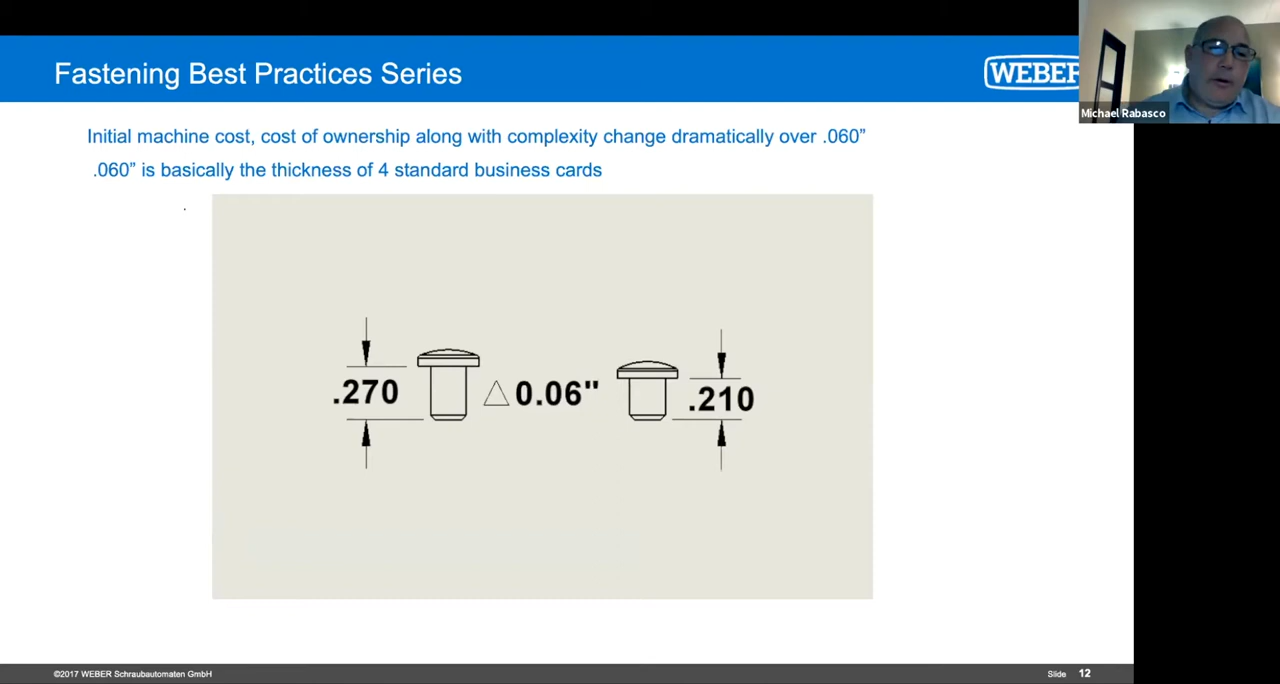 Fastening Best Practices Series
WEBER
Michael Rabasco
Initial machine cost, cost of ownership along with complexity change dramatically over .060”
.060” is basically the thickness of 4 standard business cards
.270
△ 0.06"
.210
©2017 WEBER Schraubautomaten GmbH
Slide 12